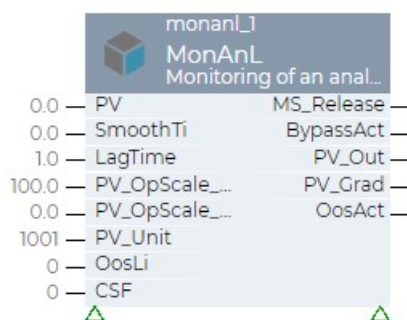 monanl_1
MonAnL
Monitoring of an anal...
0.0 PV MS_Release
0.0 SmoothTi BypassAct
1.0 LagTime PV_Out
100.0 PV_OpScale_... PV_Grad
0.0 PV_OpScale_... OosAct
1001 PV_Unit
0 OosLi
0 CSF